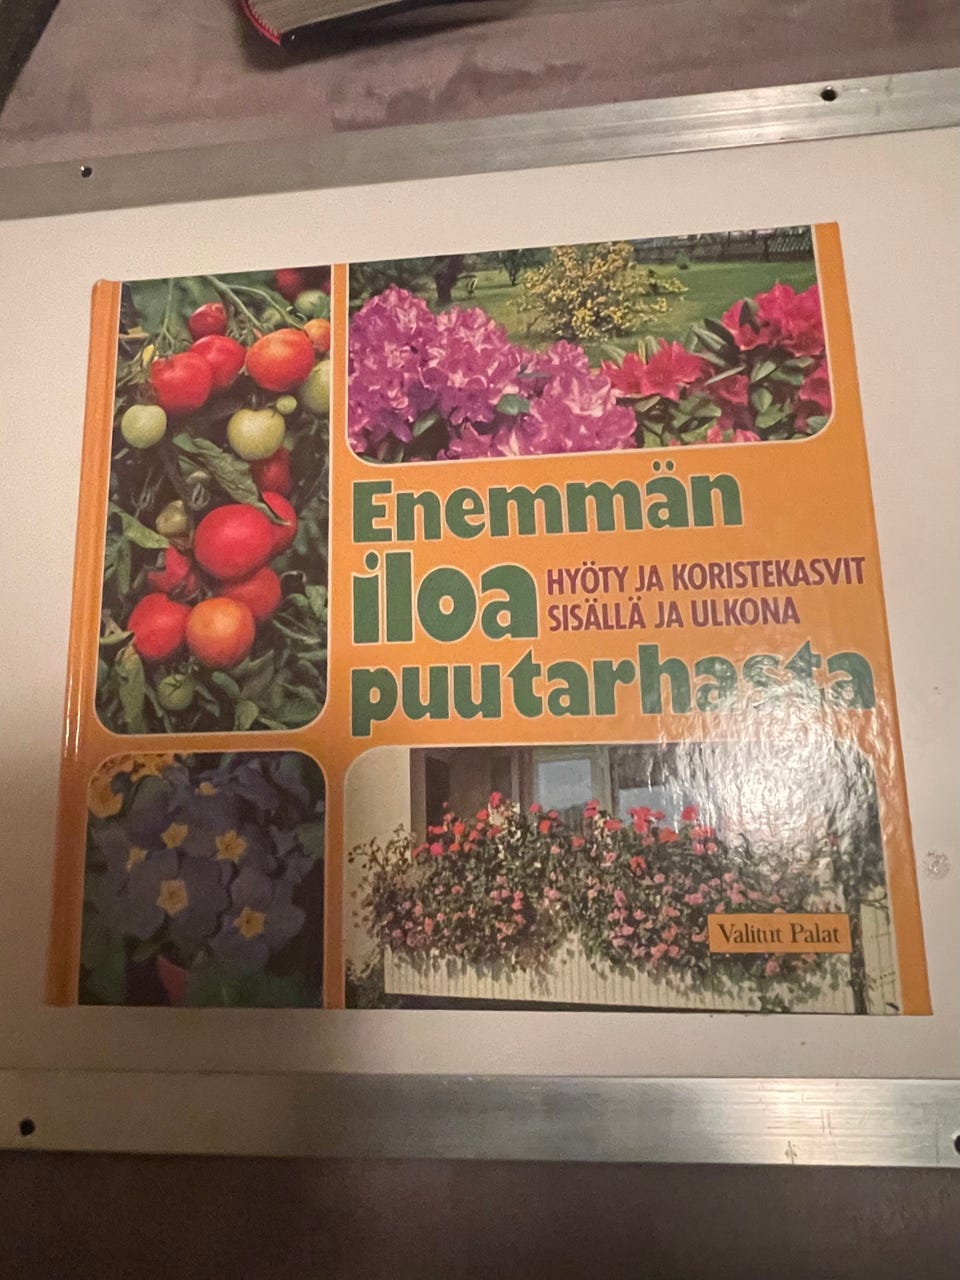 Enemmän
iloa
HYÖTY JA KORISTEKASVIT
SISÄLLÄ JA ULKONA
puutarhasta
Valitut Palat